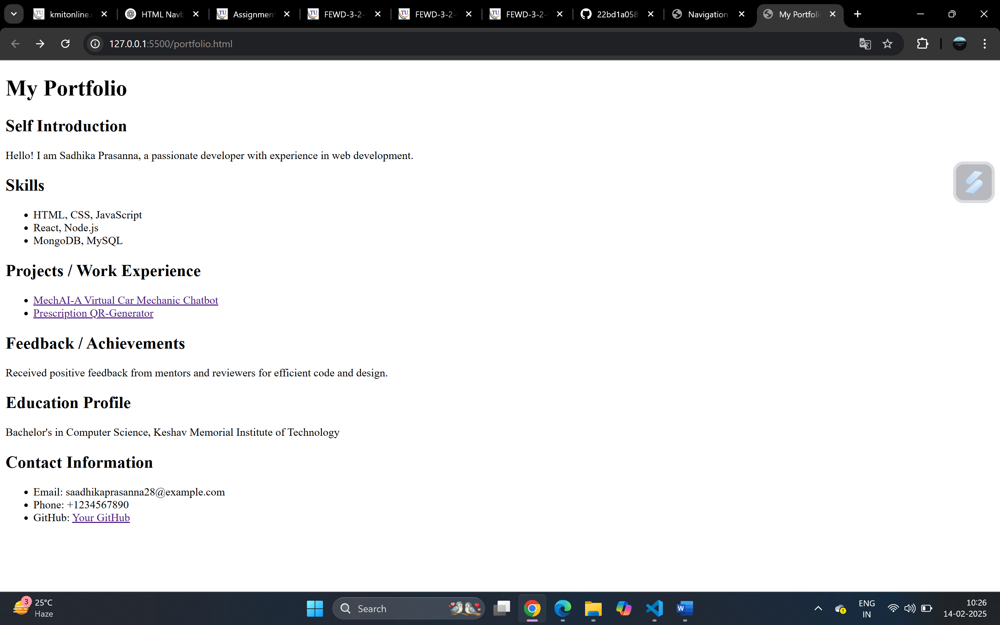 kmitonline.
HTML Navb
Assignmen
FEWD-3-2-
FEWD-3-2-
FEWD-3-2-
22bd1a058
Navigation
My Portfoli
127.0.0.1:5500/portfolio.html
My Portfolio
Self Introduction
Hello! I am Sadhika Prasanna, a passionate developer with experience in web development.
Skills
HTML, CSS, JavaScript
React, Node.js
MongoDB, MySQL
Projects / Work Experience
MechAI-A Virtual Car Mechanic Chatbot
Prescription QR-Generator
Feedback / Achievements
Received positive feedback from mentors and reviewers for efficient code and design.
Education Profile
Bachelor's in Computer Science, Keshav Memorial Institute of Technology
Contact Information
Email: saadhikaprasanna28@example.com
Phone: +1234567890
GitHub: Your GitHub
3
25°C
Haze
Search
ENG
IN
10:26
14-02-2025